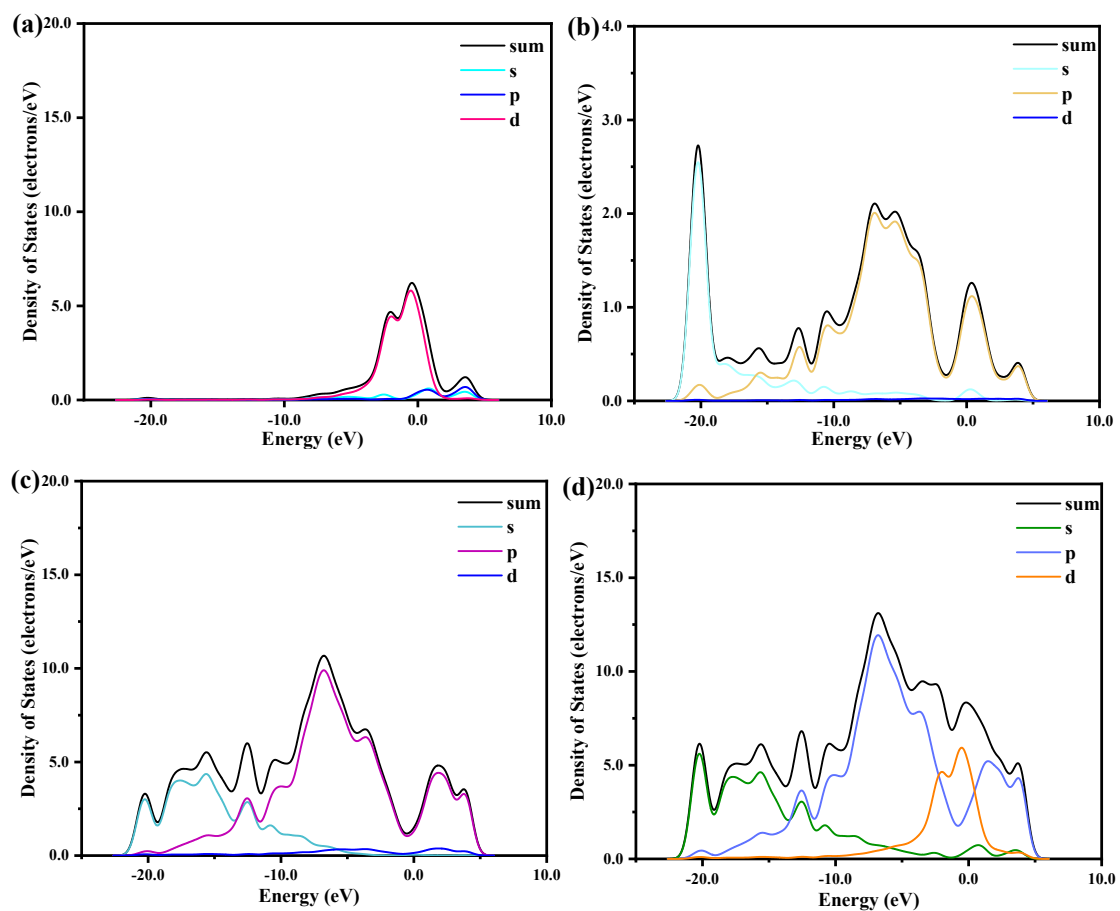 (a)
20.0
15.0
10.0
5.0
0.0
Density of States (electrons/eV)
sum
s
p
d
-20.0
-10.0
0.0
10.0
Energy (eV)
(b)
4.0
3.0
2.0
1.0
0.0
Density of States (electrons/eV)
sum
s
p
d
-20.0
-10.0
0.0
10.0
Energy (eV)
(c)
20.0
15.0
10.0
5.0
0.0
Density of States (electrons/eV)
sum
s
p
d
-20.0
-10.0
0.0
10.0
Energy (eV)
(d)
20.0
15.0
10.0
5.0
0.0
Density of States (electrons/eV)
sum
s
p
d
-20.0
-10.0
0.0
10.0
Energy (eV)